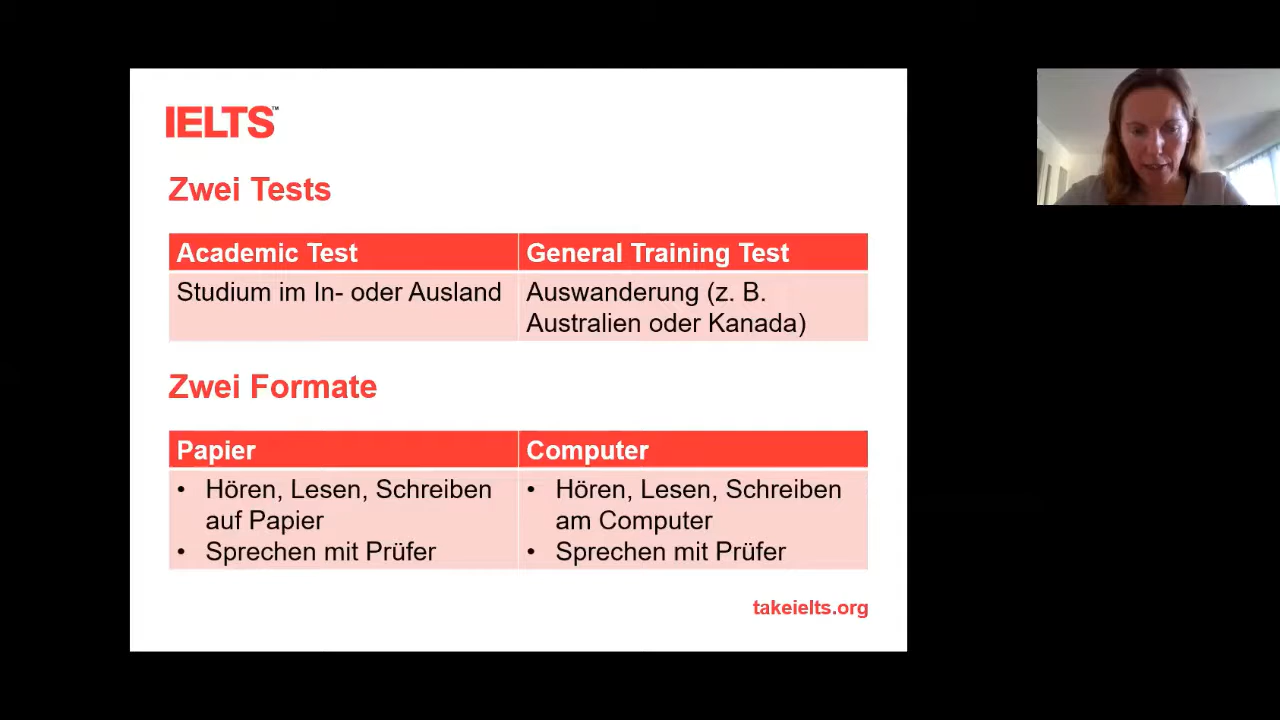 IELTS™
Zwei Tests
Academic Test
General Training Test
Studium im In- oder Ausland
Auswanderung (z. B.
Australien oder Kanada)
Zwei Formate
Papier
Computer
• Hören, Lesen, Schreiben
auf Papier
• Sprechen mit Prüfer
• Hören, Lesen, Schreiben
am Computer
• Sprechen mit Prüfer
takeielts.org